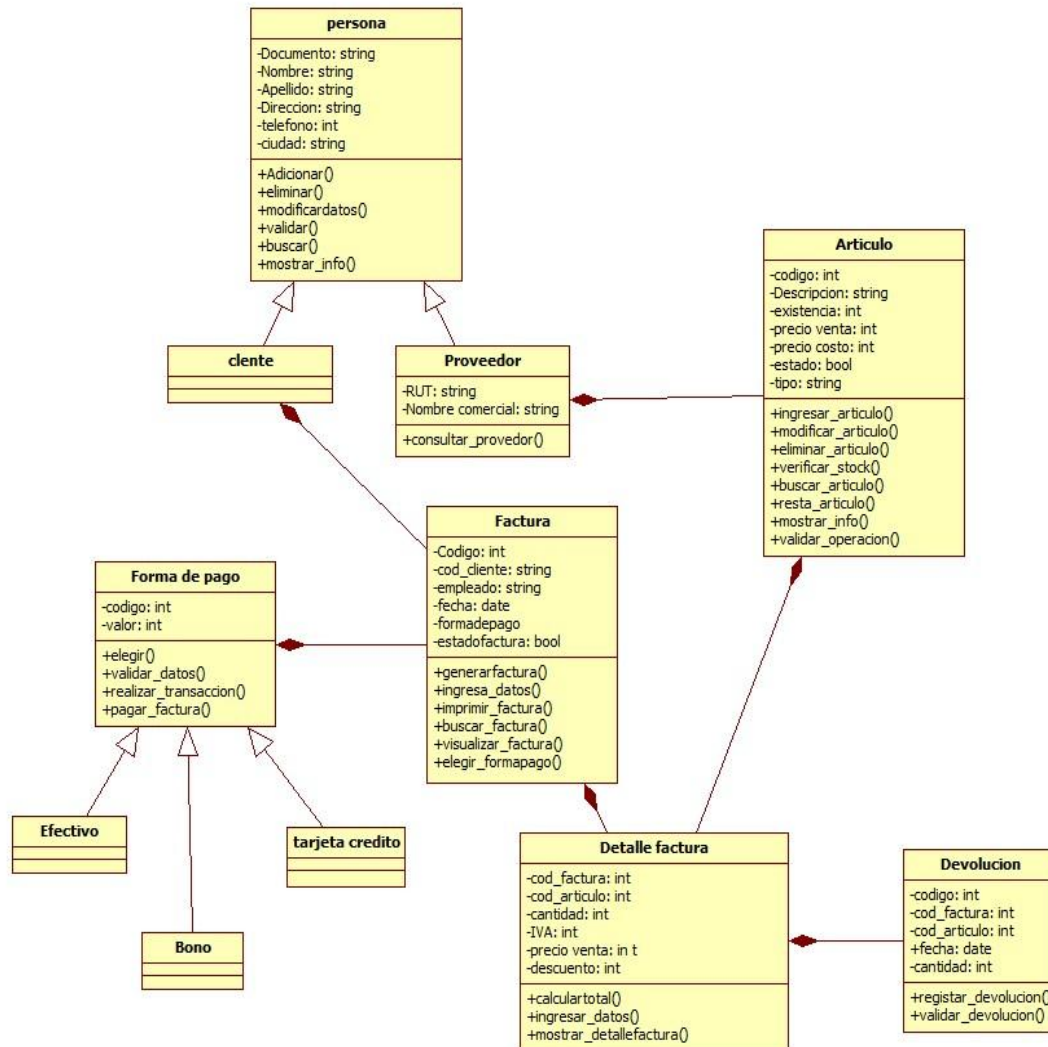 persona
-Documento: string
-Nombre: string
-Apellido: string
-Direccion: string
-telefono: int
-ciudad: string
+Adicionar()
+eliminar()
+modificardatos()
+validar()
+buscar()
+mostrar_info()
clente
Proveedor
-RUT: string
-Nombre comercial: string
+consultar_provedor()
Articulo
-codigo: int
-Descripcion: string
-existencia: int
-precio venta: int
-precio costo: int
-estado: bool
-tipo: string
+ingresar_articulo()
+modificar_articulo()
+eliminar_articulo()
+verificar_stock()
+buscar_articulo()
+resta_articulo()
+mostrar_info()
+validar_operacion()
Factura
-Codigo: int
-cod_cliente: string
-empleado: string
-fecha: date
-formadepago
-estadofactura: bool
+generarfactura()
+ingresa_datos()
+imprimir_factura()
+buscar_factura()
+visualizar_factura()
+elegir_formapago()
Forma de pago
-codigo: int
-valor: int
+elegir()
+validar_datos()
+realizar_transaccion()
+pagar_factura()
Efectivo
Bono
tarjeta credito
Detalle factura
-cod_factura: int
-cod_articulo: int
-cantidad: int
-IVA: int
-precio venta: in t
-descuento: int
+calculartotal()
+ingresar_datos()
+mostrar_detallefactura()
Devolucion
-codigo: int
-cod_factura: int
-cod_articulo: int
+fecha: date
-cantidad: int
+registar_devolucion()
+validar_devolucion()